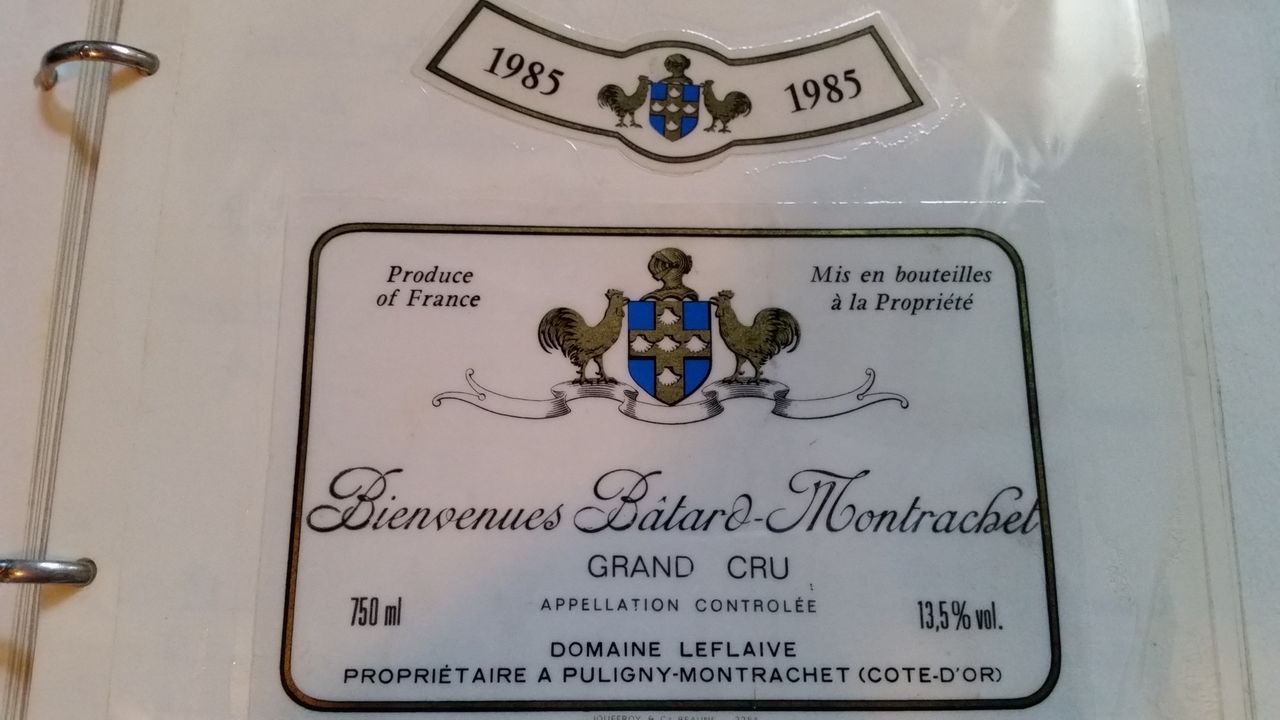 1985 1985
Produce
of France
Mis en bouteilles
à la Propriété
Bienvenues Bâtard-Montrachet
GRAND CRU
APPELLATION CONTROLÉE
750 ml
13,5% vol.
DOMAINE LEFLAIVE
PROPRIÉTAIRE A PULIGNY-MONTRACHET (COTE-D'OR)